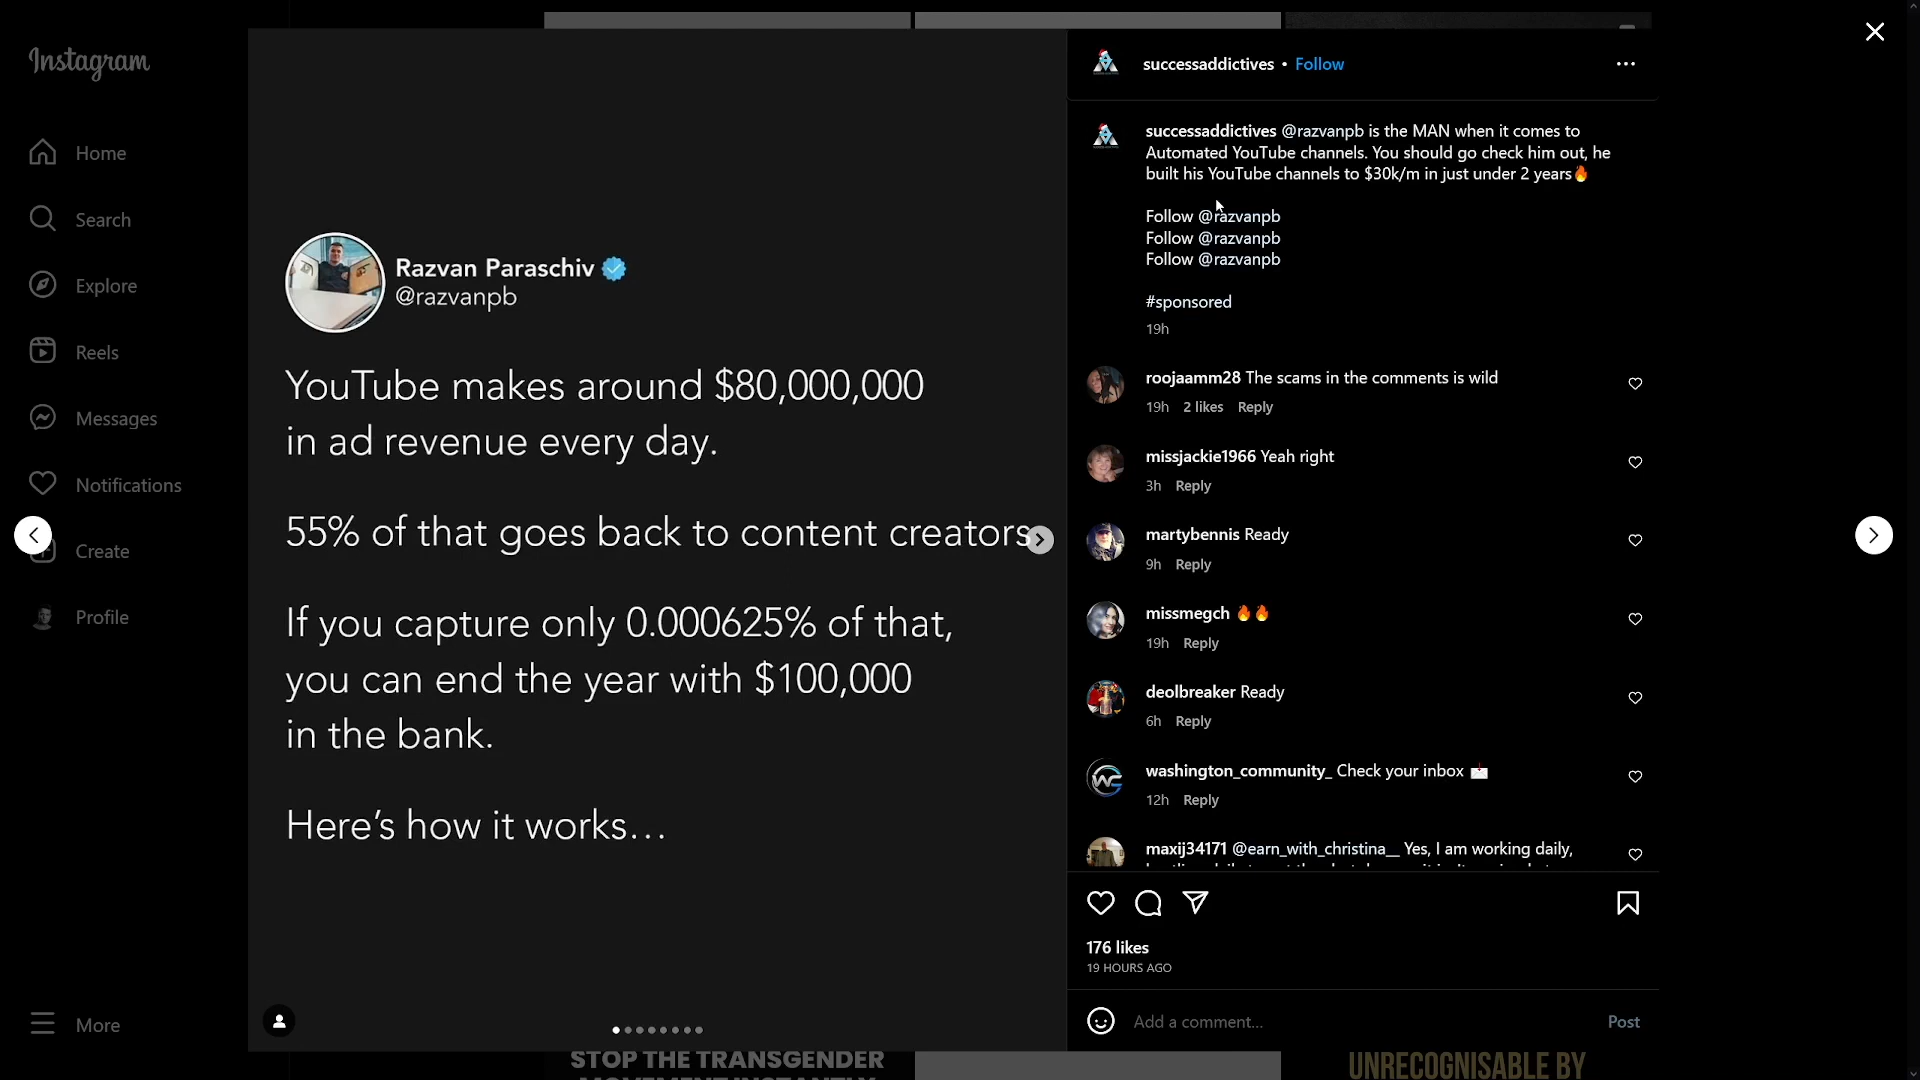 Instagram
Home
Search
Explore
Reels
Messages
Notifications
Create
Profile
More
Razvan Paraschiv
@razvanpb
YouTube makes around $80,000,000
in ad revenue every day.
55% of that goes back to content creators
If you capture only 0.000625% of that,
you can end the year with $100,000
in the bank.
Here's how it works...
STOP THE TRANSGENDER
MOVEMENT INSTANTLY
UNRECOGNISABLE BY
successaddictives • Follow
successaddictives @razvanpb is the MAN when it comes to
Automated YouTube channels. You should go check him out, he
built his YouTube channels to $30k/m in just under 2 years🔥
Follow @razvanpb
Follow @razvanpb
Follow @razvanpb
#sponsored
19h
roojaamm28 The scams in the comments is wild
19h 2 likes Reply
missjackie1966 Yeah right
3h Reply
martybennis Ready
9h Reply
missmegch 🔥🔥
19h Reply
deolbreaker Ready
6h Reply
washington_community_ Check your inbox 📩
12h Reply
maxij34171 @earn_with_christina__ Yes, I am working daily,
176 likes
19 HOURS AGO
Add a comment...
Post